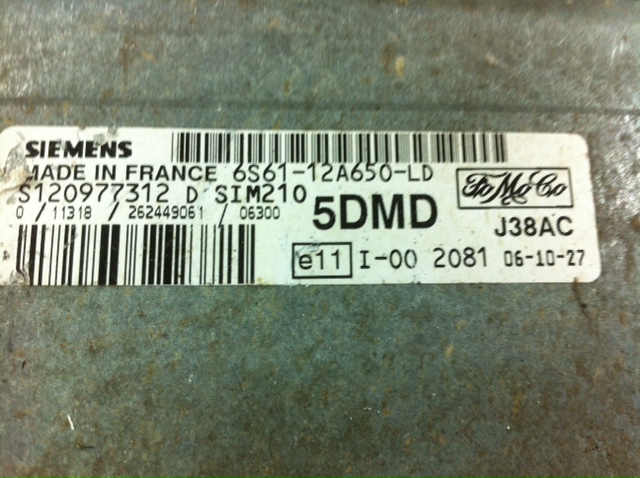 SIEMENS
MADE IN FRANCE 6S61-12A650-LD
S120977312 D SIM210
0 / 11318 / 262449061 / 06300
5DMD
FoMoCo
J38AC
e11 I-00 2081 06-10-27